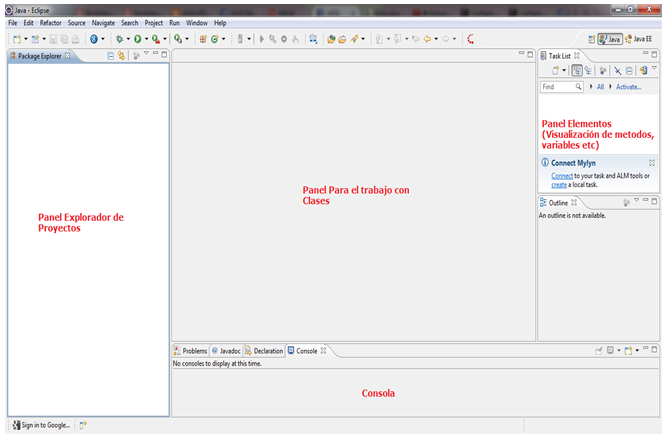 Java - Eclipse
File Edit Refactor Source Navigate Search Project Run Window Help
Java Java EE
Package Explorer
Task List
Find All Activate...
Panel Elementos
(Visualización de metodos,
variables etc)
Connect Mylyn
Connect to your task and ALM tools or
create a local task.
Panel Para el trabajo con
Clases
Panel Explorador de
Proyectos
Outline
An outline is not available.
Problems Javadoc Declaration Console
No consoles to display at this time.
Consola
Sign in to Google...